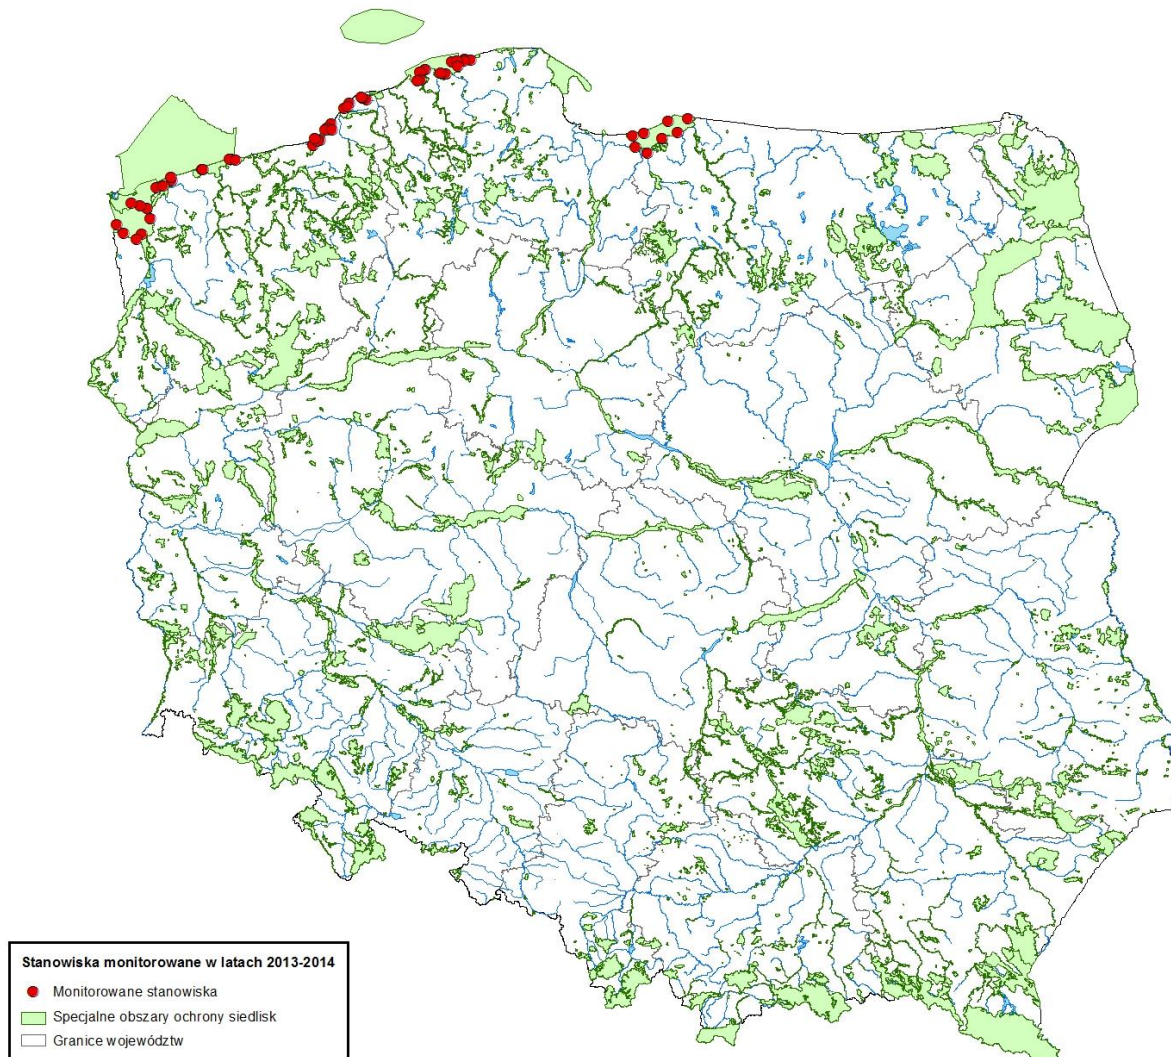 Stanowiska monitorowane w latach 2013-2014
Monitorowane stanowiska
Specjalne obszary ochrony siedlisk
Granice województw